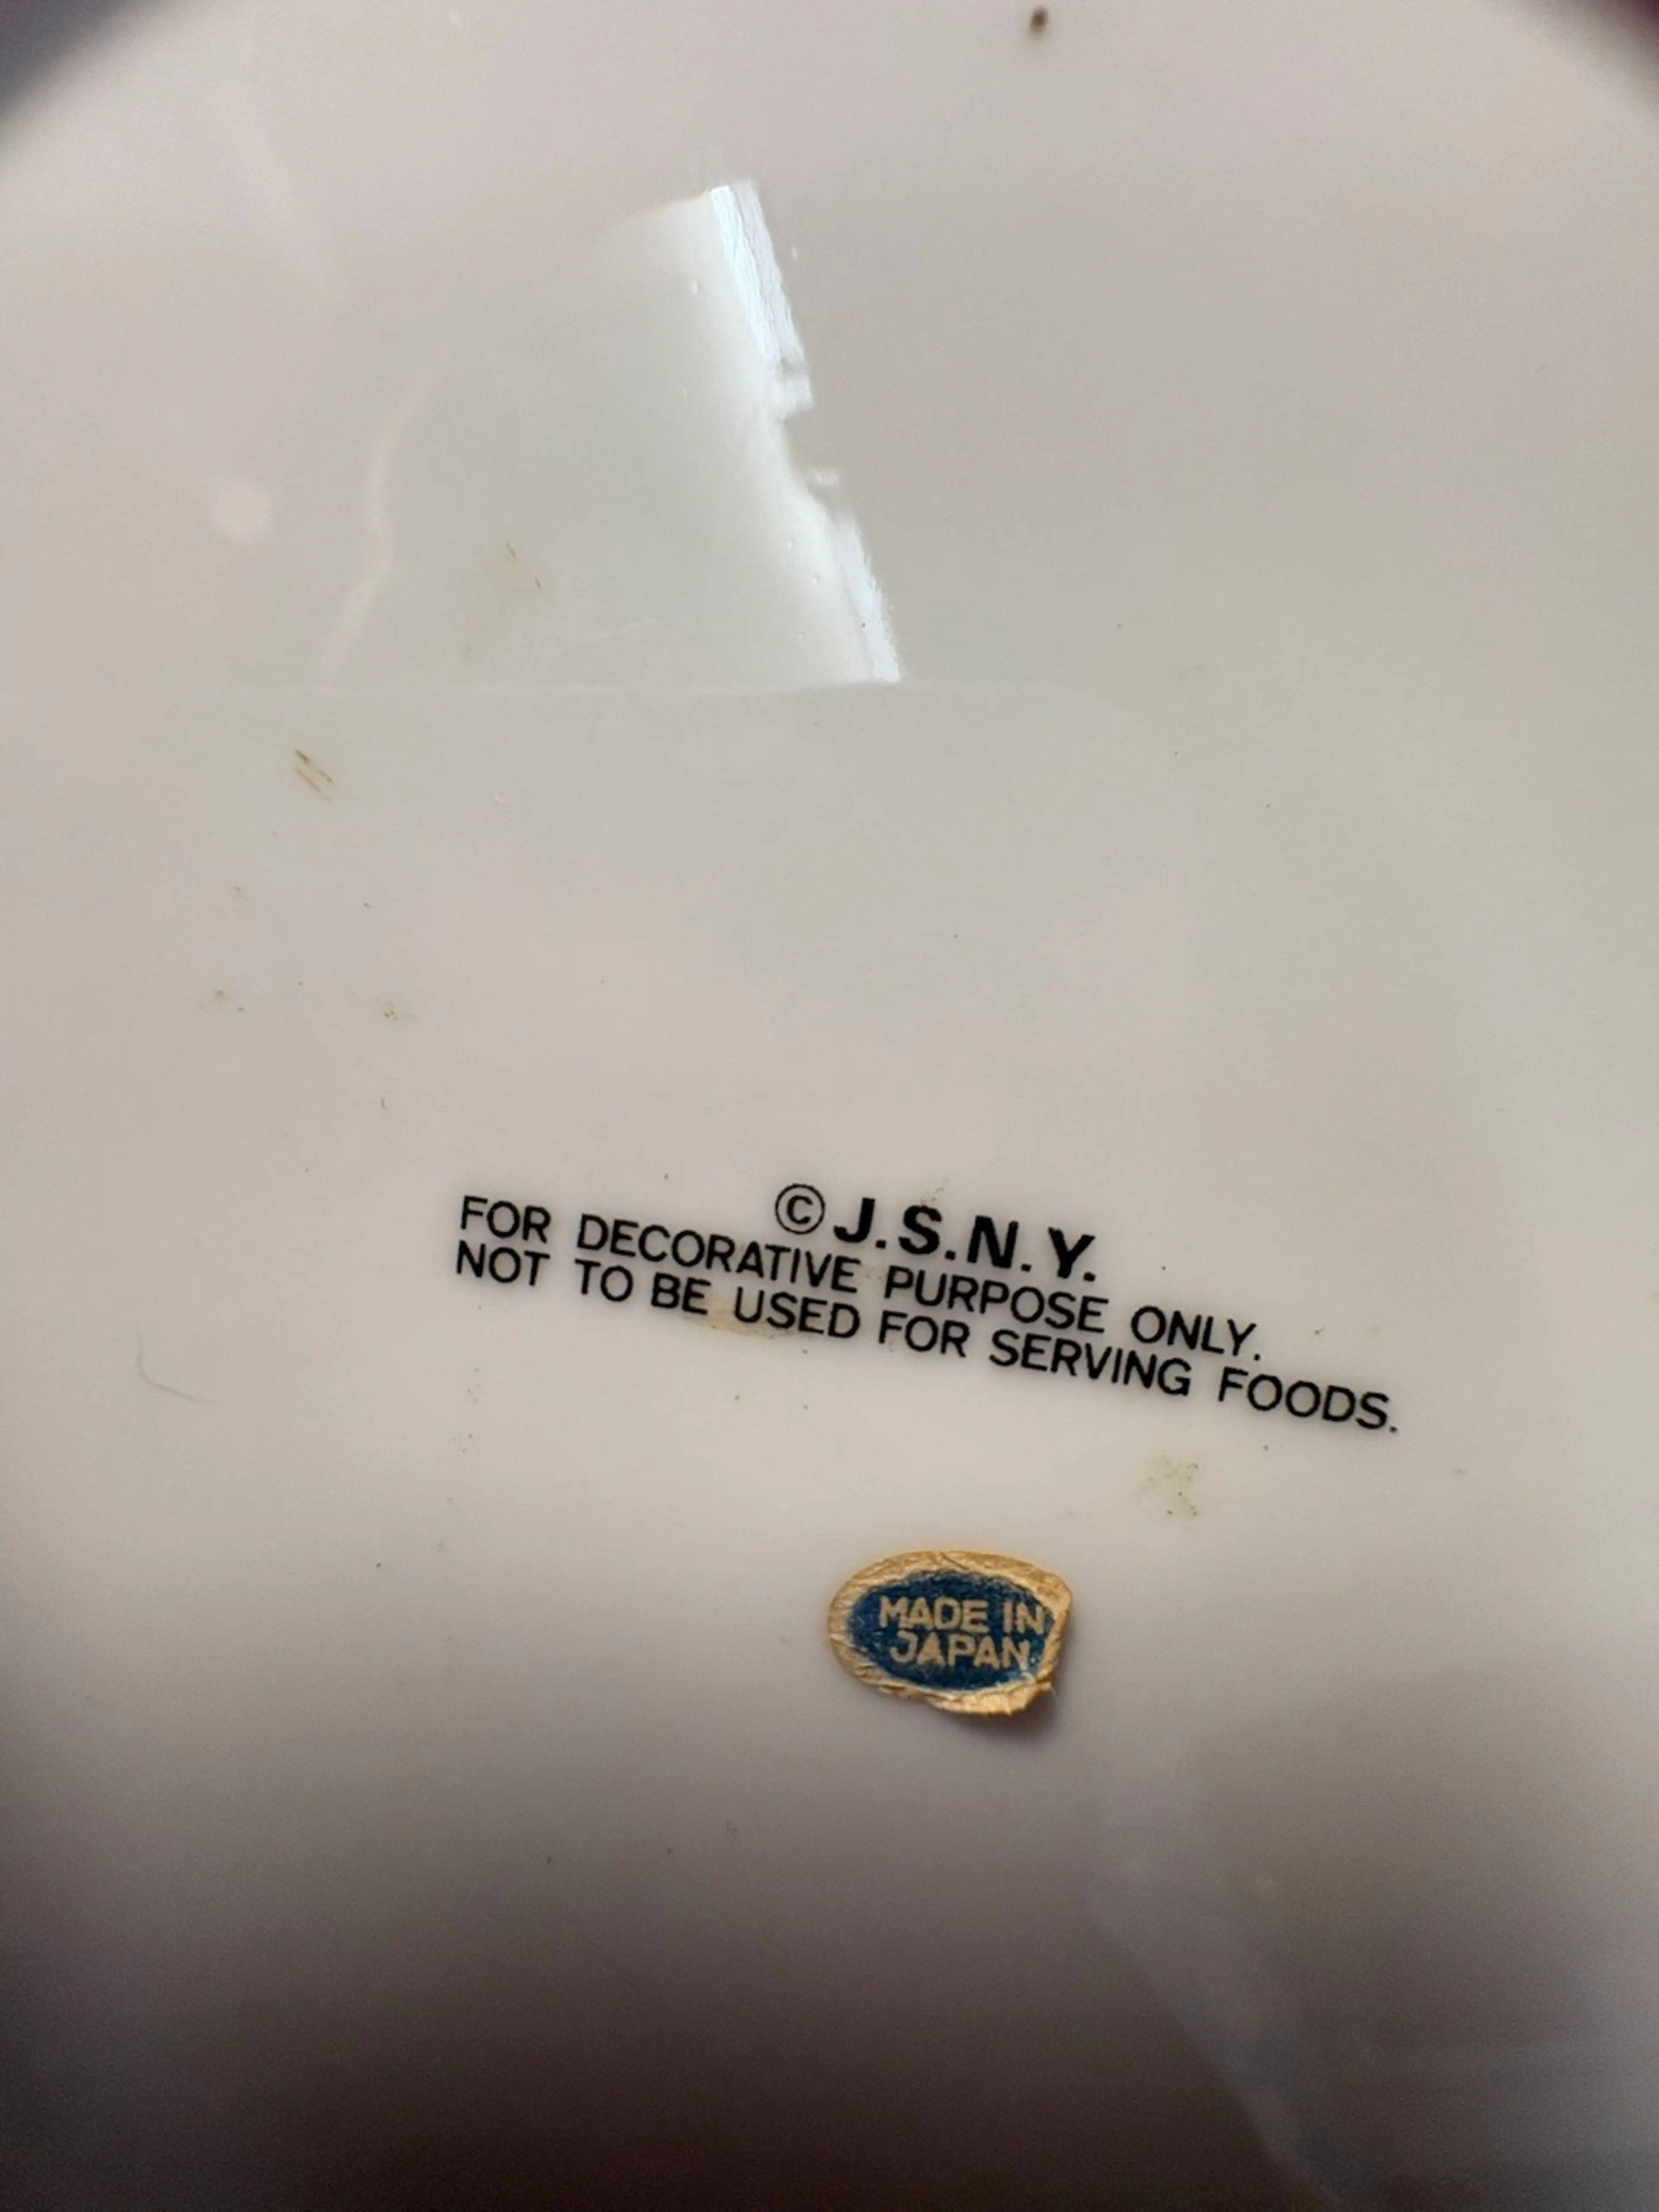 ©J.S.N.Y.
FOR DECORATIVE PURPOSE ONLY.
NOT TO BE USED FOR SERVING FOODS.
MADE IN
JAPAN